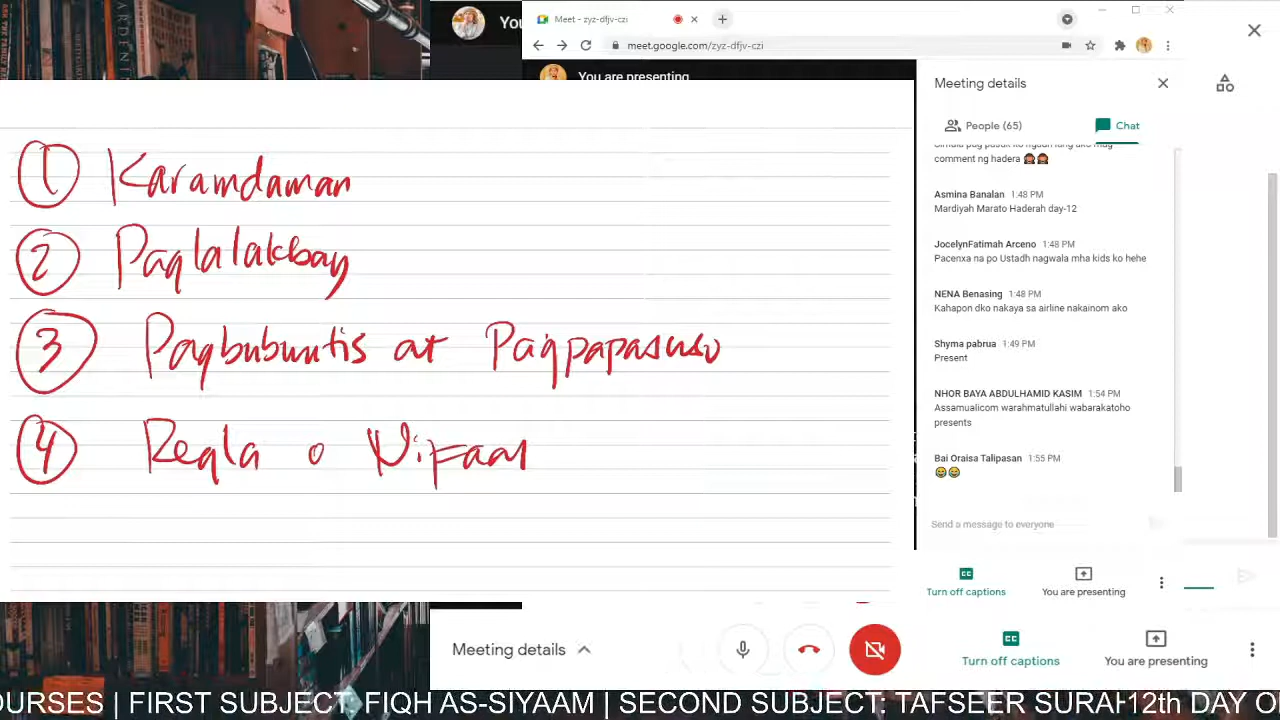 You
Meet - zyz-dfjv-czi
meet.google.com/zyz-dfjv-czi
You are presenting
Meeting details
People (65)
Chat
comment ng hadera
Asmina Banalan 1:48 PM
Mardiyah Marato Haderah day-12
JocelynFatimah Arceno 1:48 PM
Pacenxa na po Ustadh nagwala mha kids ko hehe
NENA Benasing 1:48 PM
Kahapon dko nakaya sa airline nakainom ako
Shyma pabrua 1:49 PM
Present
NHOR BAYA ABDULHAMID KASIM 1:54 PM
Assamualicom warahmatullahi wabarakatoho
presents
Bai Oraisa Talipasan 1:55 PM
Send a message to everyone
Turn off captions
You are presenting
1 Karamdaman
2 Paglalakbay
3 Pagbubuntis at Pagpapasuso
4 Regla o Nifaas
Meeting details
Turn off captions
You are presenting
OURSES | FIRST SUBJECT: FIQH AS-SIYAAM | SECOND SUBJECT: TAFSEER SURAH
12th DAY O